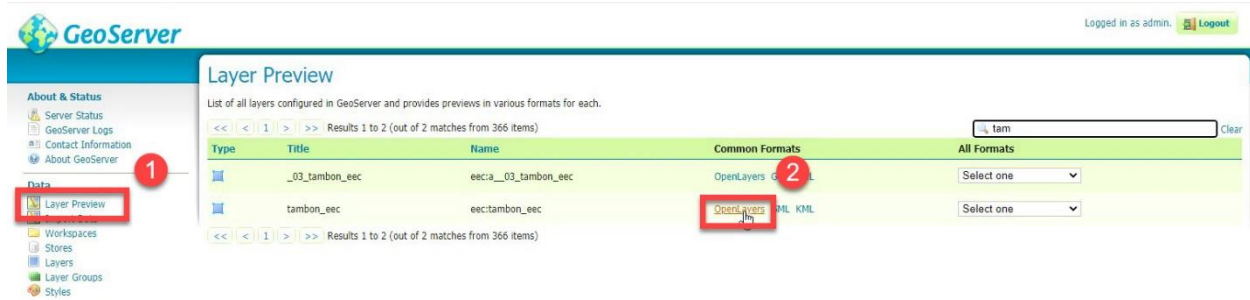 GeoServer
Logged in as admin. Logout
Layer Preview
List of all layers configured in GeoServer and provides previews in various formats for each.
<< < 1 > >> Results 1 to 2 (out of 2 matches from 366 items) tam Clear
Type Title Name Common Formats All Formats
_03_tambon_eec eec:a__03_tambon_eec OpenLayers Select one
tambon_eec eec:tambon_eec OpenLayers KML Select one
<< < 1 > >> Results 1 to 2 (out of 2 matches from 366 items)
About & Status
Server Status
GeoServer Logs
Contact Information
About GeoServer
Data
Layer Preview
Import Data
Workspaces
Stores
Layers
Layer Groups
Styles
1
2